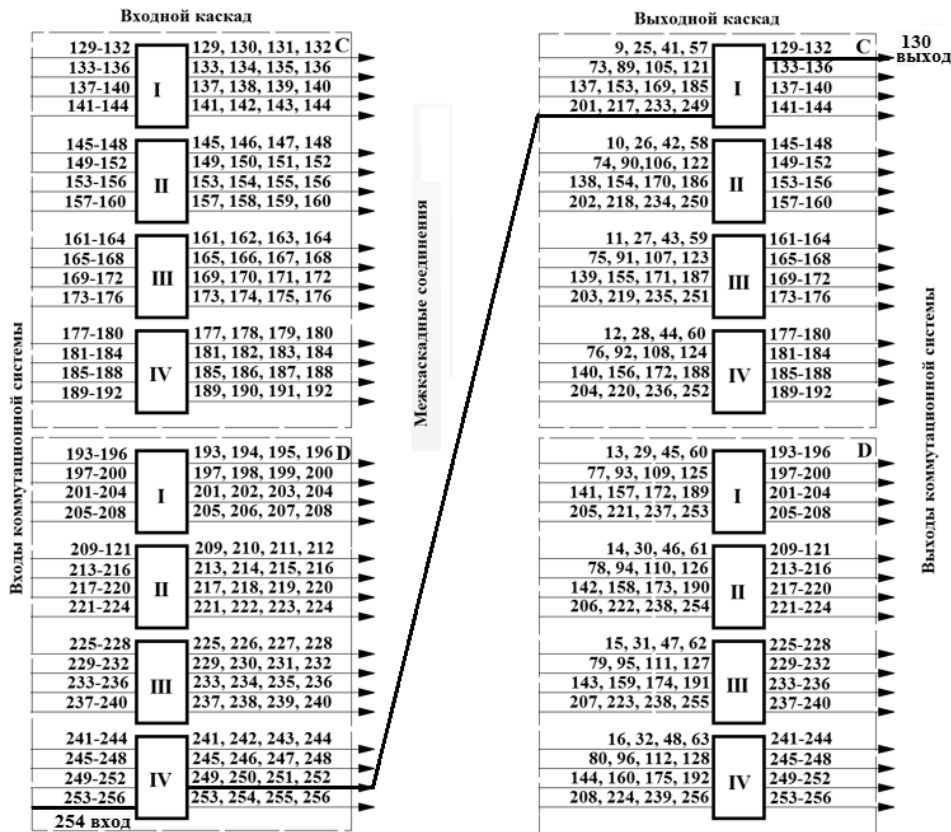 Входной каскад
129-132 129, 130, 131, 132 C
133-136 133, 134, 135, 136
137-140 I 137, 138, 139, 140
141-144 141, 142, 143, 144
145-148 145, 146, 147, 148
149-152 149, 150, 151, 152
153-156 II 153, 154, 155, 156
157-160 157, 158, 159, 160
161-164 161, 162, 163, 164
165-168 165, 166, 167, 168
169-172 III 169, 170, 171, 172
173-176 173, 174, 175, 176
177-180 177, 178, 179, 180
181-184 181, 182, 183, 184
185-188 IV 185, 186, 187, 188
189-192 189, 190, 191, 192
193-196 193, 194, 195, 196 D
197-200 197, 198, 199, 200
201-204 I 201, 202, 203, 204
205-208 205, 206, 207, 208
209-121 209, 210, 211, 212
213-216 213, 214, 215, 216
217-220 II 217, 218, 219, 220
221-224 221, 222, 223, 224
225-228 225, 226, 227, 228
229-232 229, 230, 231, 232
233-236 III 233, 234, 235, 236
237-240 237, 238, 239, 240
241-244 241, 242, 243, 244
245-248 245, 246, 247, 248
249-252 IV 249, 250, 251, 252
253-256 253, 254, 255, 256
254 вход
Входы коммутационной системы
Межкаскадные соединения
Выходной каскад
9, 25, 41, 57 129-132 C
73, 89, 105, 121 133-136
137, 153, 169, 185 I 137-140
201, 217, 233, 249 141-144
130
выход
10, 26, 42, 58 145-148
74, 90,106, 122 149-152
138, 154, 170, 186 II 153-156
202, 218, 234, 250 157-160
11, 27, 43, 59 161-164
75, 91, 107, 123 165-168
139, 155, 171, 187 III 169-172
203, 219, 235, 251 173-176
12, 28, 44, 60 177-180
76, 92, 108, 124 181-184
140, 156, 172, 188 IV 185-188
204, 220, 236, 252 189-192
13, 29, 45, 60 193-196 D
77, 93, 109, 125 197-200
141, 157, 172, 189 I 201-204
205, 221, 237, 253 205-208
14, 30, 46, 61 209-121
78, 94, 110, 126 213-216
142, 158, 173, 190 II 217-220
206, 222, 238, 254 221-224
15, 31, 47, 62 225-228
79, 95, 111, 127 229-232
143, 159, 174, 191 III 233-236
207, 223, 238, 255 237-240
16, 32, 48, 63 241-244
80, 96, 112, 128 245-248
144, 160, 175, 192 IV 249-252
208, 224, 239, 256 253-256
Выходы коммутационной системы